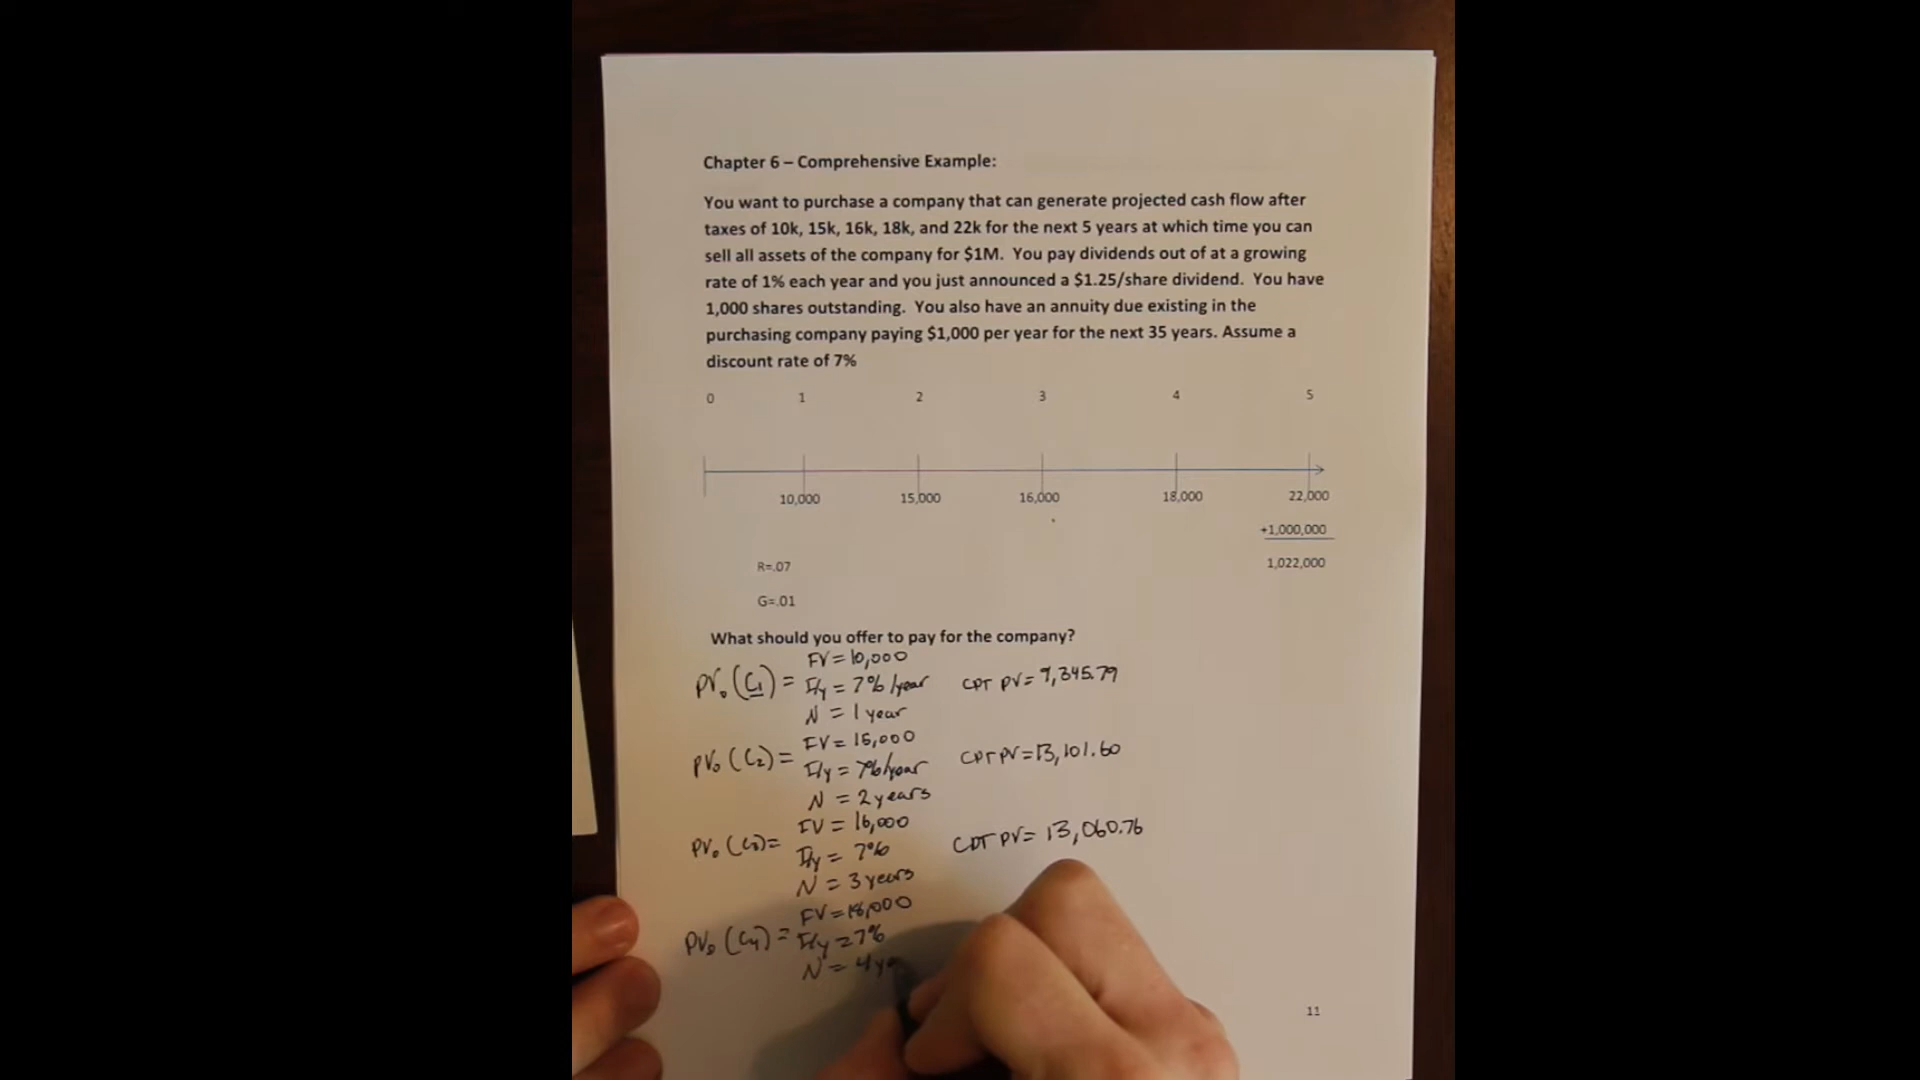 Chapter 6 – Comprehensive Example:
You want to purchase a company that can generate projected cash flow after
taxes of 10k, 15k, 16k, 18k, and 22k for the next 5 years at which time you can
sell all assets of the company for $1M. You pay dividends out of at a growing
rate of 1% each year and you just announced a $1.25/share dividend. You have
1,000 shares outstanding. You also have an annuity due existing in the
purchasing company paying $1,000 per year for the next 35 years. Assume a
discount rate of 7%
0 1 2 3 4 5
10,000 15,000 16,000 18,000 22,000
+1,000,000
1,022,000
R=.07
G=.01
What should you offer to pay for the company?
FV = 10,000
PV₀ (C₁) = I/y = 7% /year CPT PV = 9,345.79
N = 1 year
FV = 15,000
PV₀ (C₂) = I/y = 7%/year CPT PV = 13,101.60
N = 2 years
FV = 16,000
PV₀ (C₃) = I/y = 7% CPT PV = 13,060.76
N = 3 years
FV = 18,000
PV₀ (C₄) = I/y = 7%
N = 4 ye
11